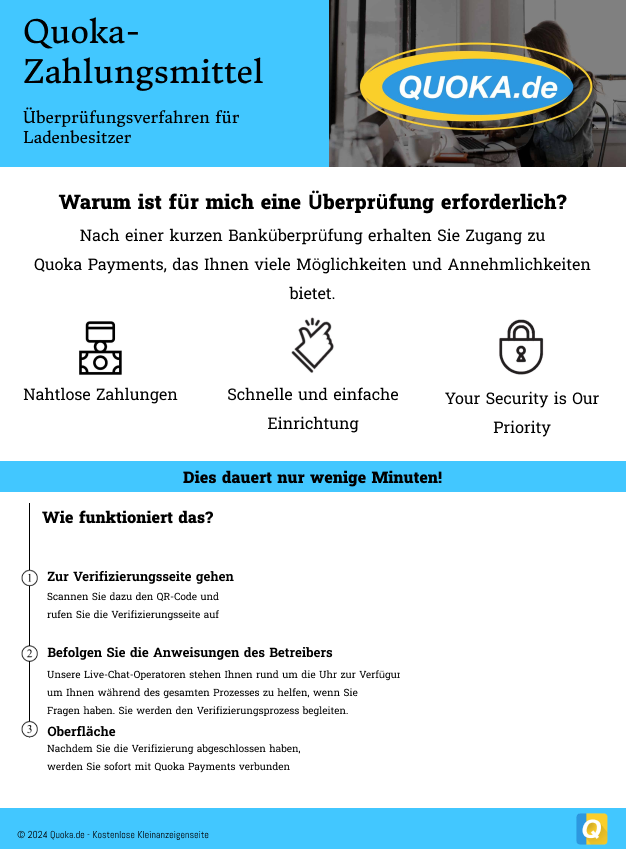 Quoka-
Zahlungsmittel
Überprüfungsverfahren für
Ladenbesitzer
QUOKA.de
Warum ist für mich eine Überprüfung erforderlich?
Nach einer kurzen Banküberprüfung erhalten Sie Zugang zu
Quoka Payments, das Ihnen viele Möglichkeiten und Annehmlichkeiten
bietet.
Nahtlose Zahlungen
Schnelle und einfache
Einrichtung
Your Security is Our
Priority
Dies dauert nur wenige Minuten!
Wie funktioniert das?
1 Zur Verifizierungsseite gehen
Scannen Sie dazu den QR-Code und
rufen Sie die Verifizierungsseite auf
2 Befolgen Sie die Anweisungen des Betreibers
Unsere Live-Chat-Operatoren stehen Ihnen rund um die Uhr zur Verfügur
um Ihnen während des gesamten Prozesses zu helfen, wenn Sie
Fragen haben. Sie werden den Verifizierungsprozess begleiten.
3 Oberfläche
Nachdem Sie die Verifizierung abgeschlossen haben,
werden Sie sofort mit Quoka Payments verbunden
© 2024 Quoka.de - Kostenlose Kleinanzeigenseite
Q